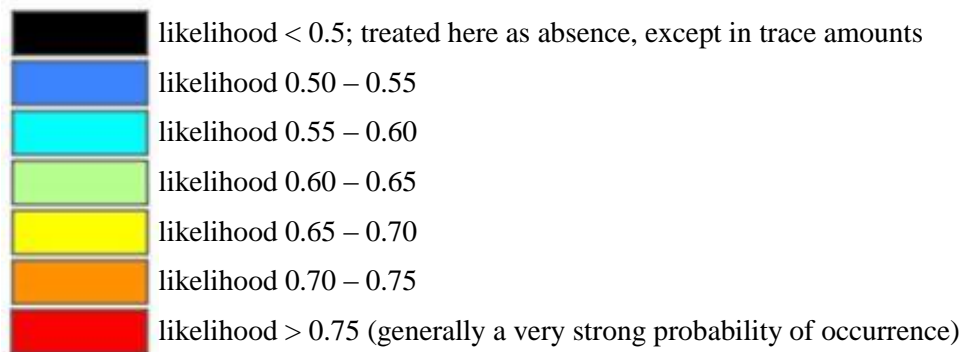 likelihood < 0.5; treated here as absence, except in trace amounts
likelihood 0.50 – 0.55
likelihood 0.55 – 0.60
likelihood 0.60 – 0.65
likelihood 0.65 – 0.70
likelihood 0.70 – 0.75
likelihood > 0.75 (generally a very strong probability of occurrence)